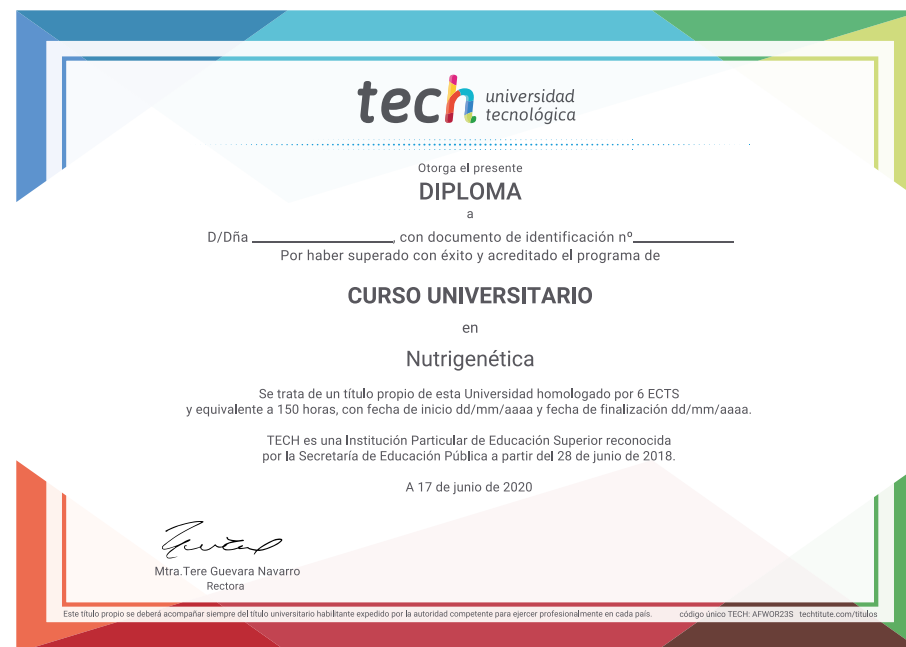 tech universidad
tecnológica
Otorga el presente
DIPLOMA
a
D/Dña ____________________, con documento de identificación nº______________
Por haber superado con éxito y acreditado el programa de
CURSO UNIVERSITARIO
en
Nutrigenética
Se trata de un título propio de esta Universidad homologado por 6 ECTS
y equivalente a 150 horas, con fecha de inicio dd/mm/aaaa y fecha de finalización dd/mm/aaaa.
TECH es una Institución Particular de Educación Superior reconocida
por la Secretaría de Educación Pública a partir del 28 de junio de 2018.
A 17 de junio de 2020
Mtra.Tere Guevara Navarro
Rectora
Este título propio se deberá acompañar siempre del título universitario habilitante expedido por la autoridad competente para ejercer profesionalmente en cada país. código único TECH: AFWOR23S techtitute.com/títulos